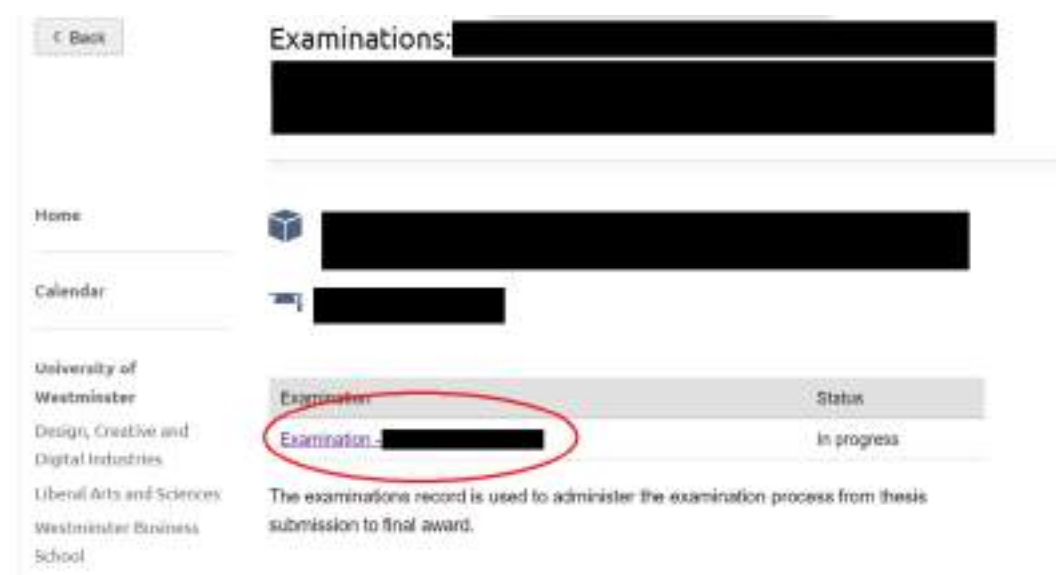 Back
Examinations:
Home
Calendar
University of
Westminster
Design, Creative and
Digital Industries
Liberal Arts and Sciences
Westminster Business
School
Examination
Status
Examination -
In progress
The examinations record is used to administer the examination process from thesis
submission to final award.